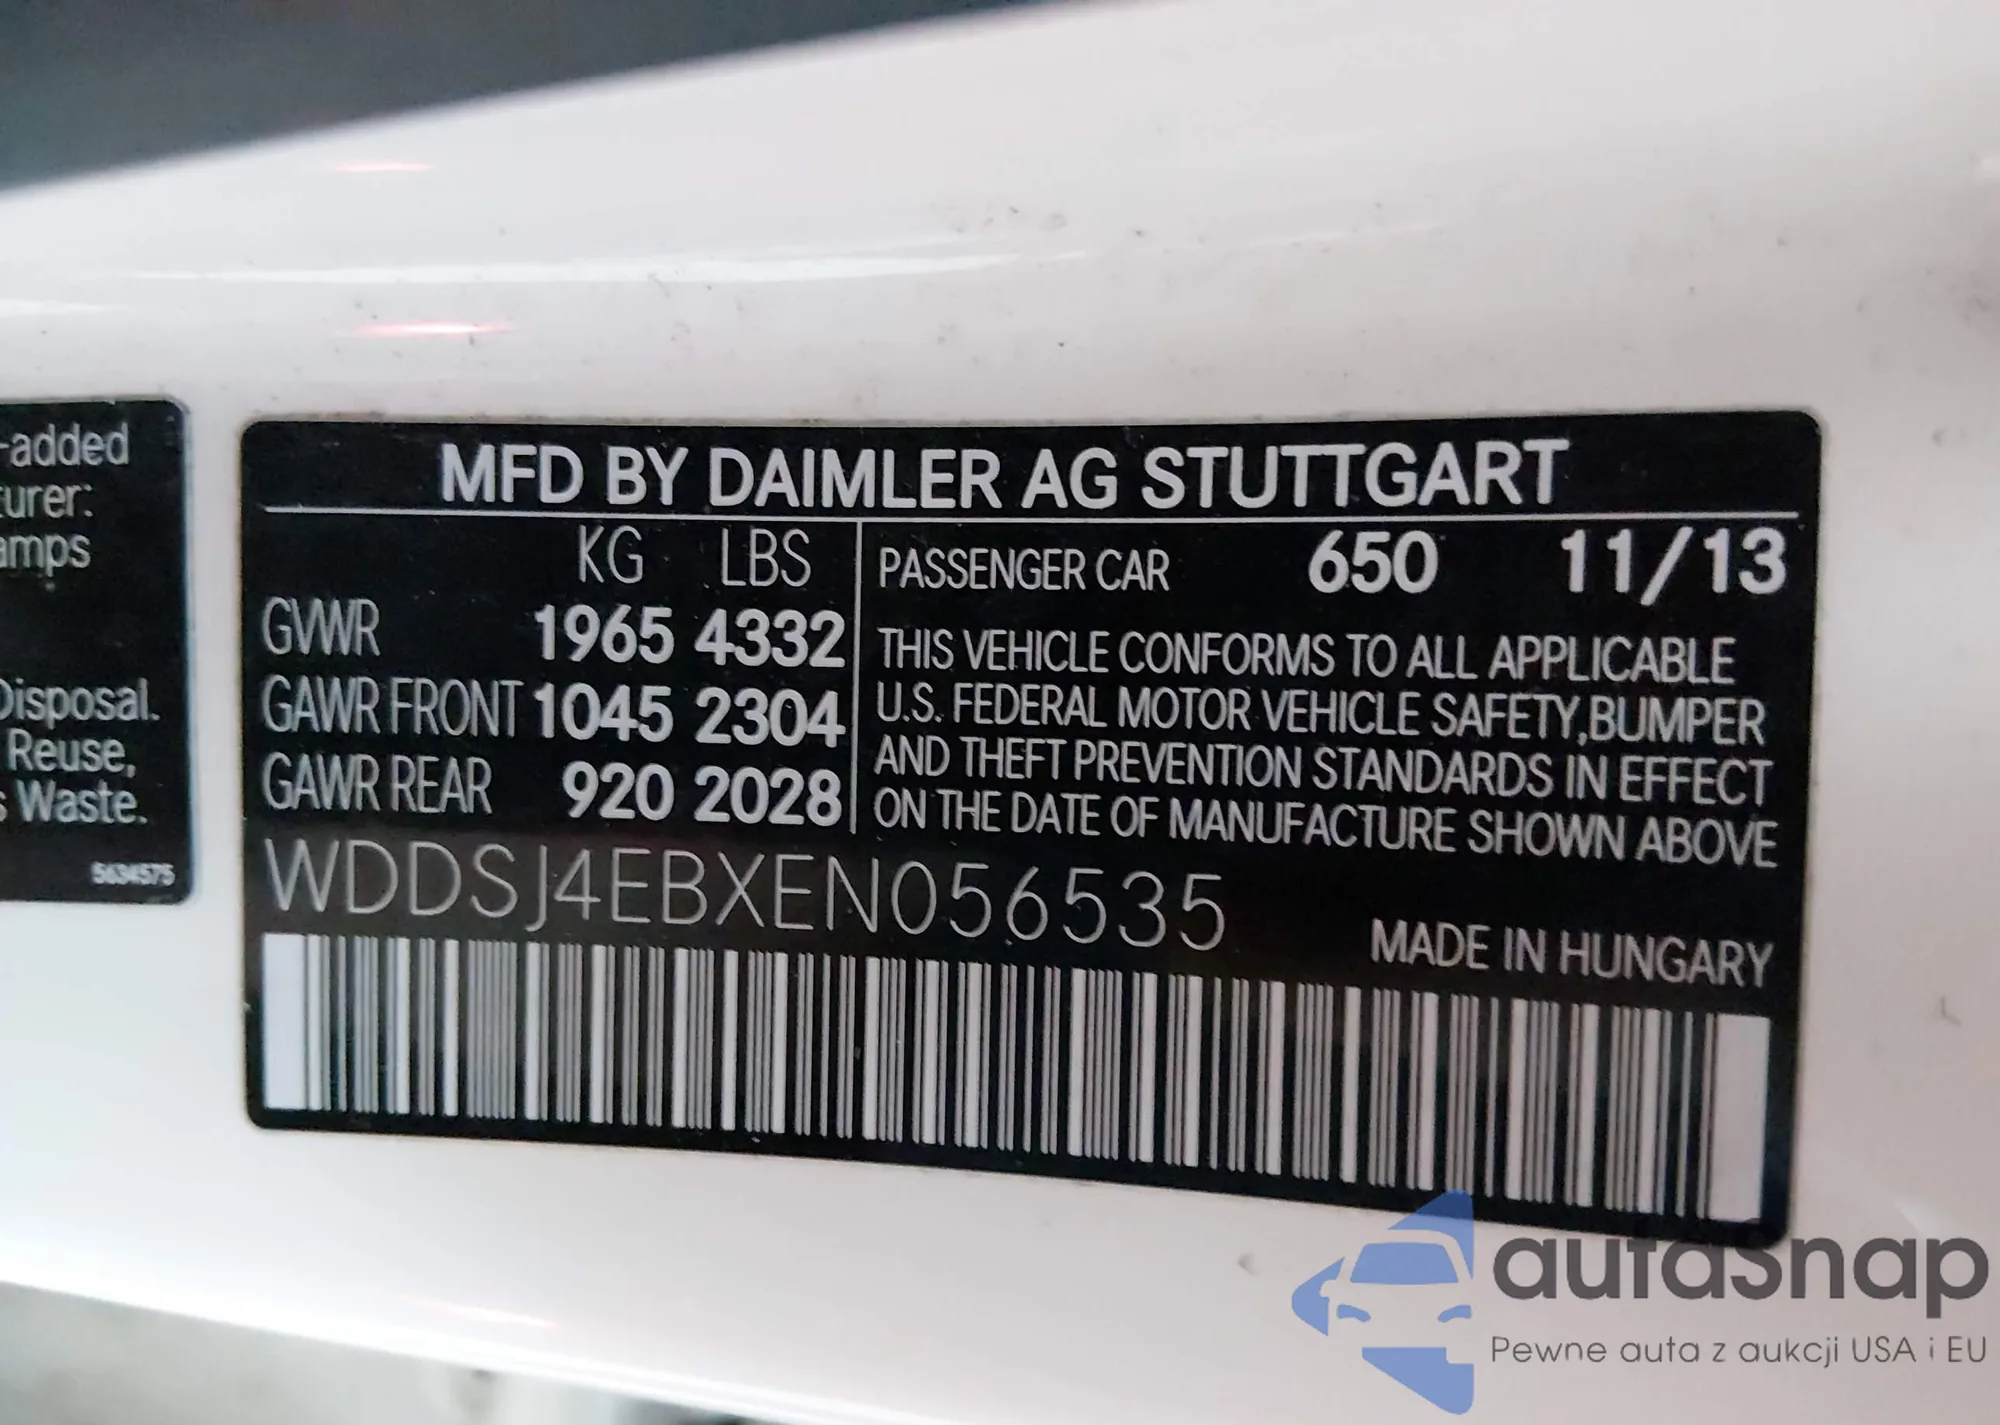 -added
turer:
amps
Disposal.
Reuse,
s Waste.
5634575
MFD BY DAIMLER AG STUTTGART
KG LBS
GVWR 1965 4332
GAWR FRONT 1045 2304
GAWR REAR 920 2028
PASSENGER CAR 650 11/13
THIS VEHICLE CONFORMS TO ALL APPLICABLE
U.S. FEDERAL MOTOR VEHICLE SAFETY,BUMPER
AND THEFT PREVENTION STANDARDS IN EFFECT
ON THE DATE OF MANUFACTURE SHOWN ABOVE
WDDSJ4EBXEN056535
MADE IN HUNGARY
autasnap
Pewne auta z aukcji USA i EU